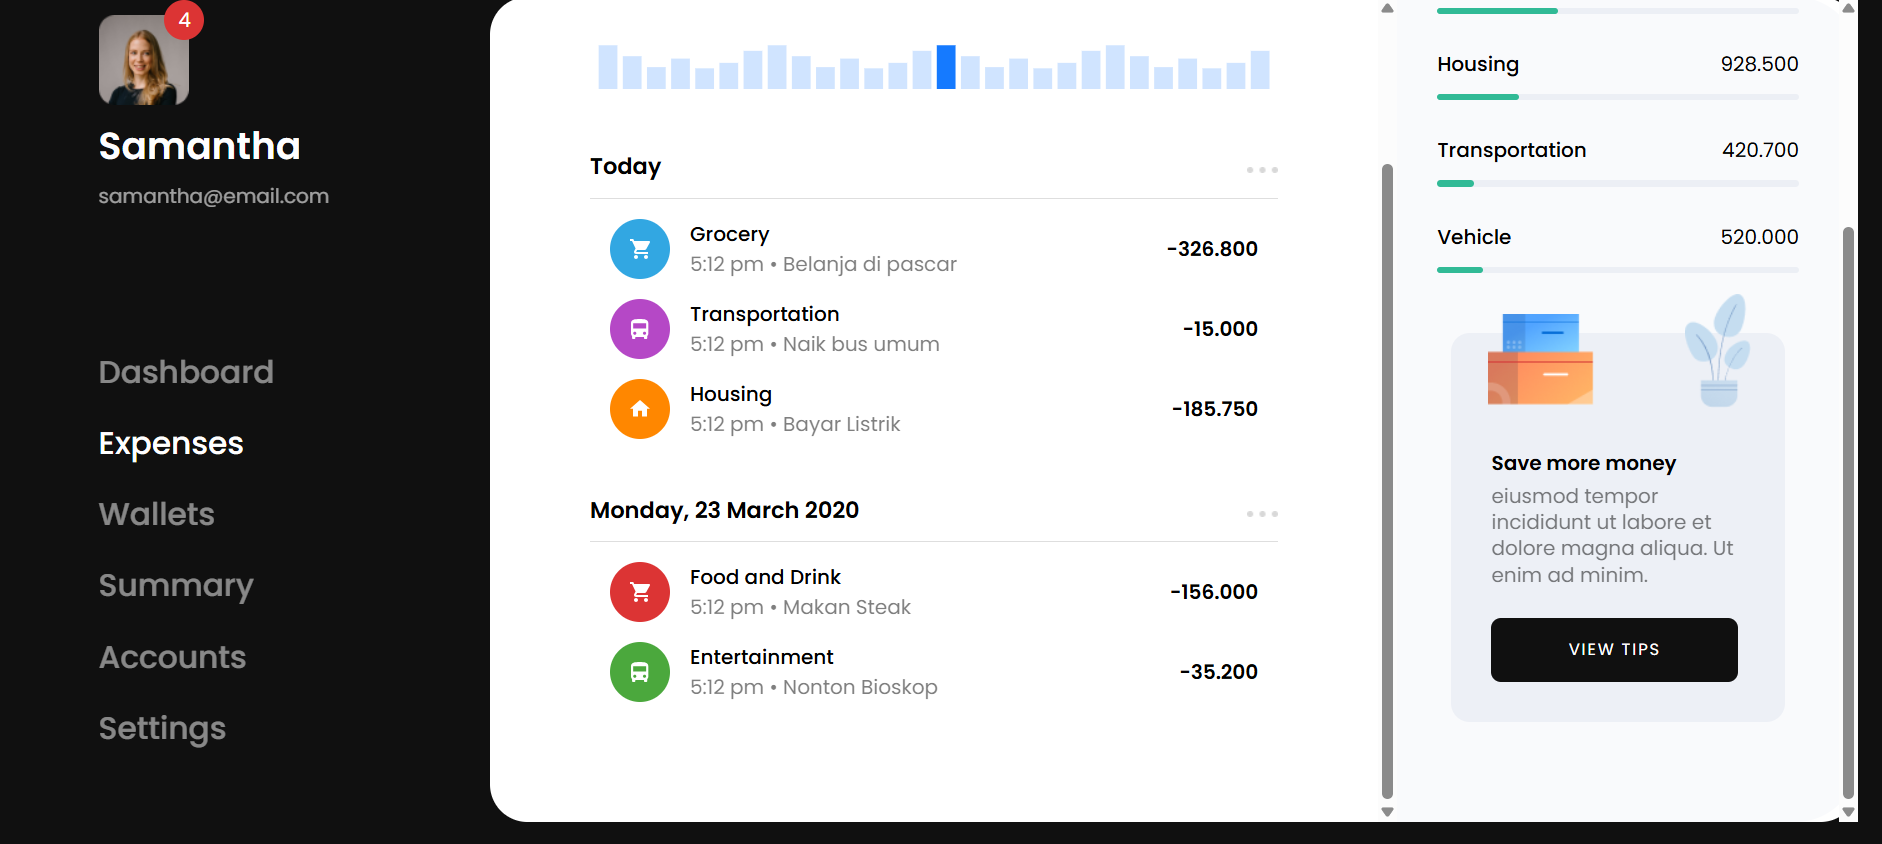 4
Samantha
samantha@email.com
Dashboard
Expenses
Wallets
Summary
Accounts
Settings
Today
Grocery
5:12 pm • Belanja di pascar
-326.800
Transportation
5:12 pm • Naik bus umum
-15.000
Housing
5:12 pm • Bayar Listrik
-185.750
Monday, 23 March 2020
Food and Drink
5:12 pm • Makan Steak
-156.000
Entertainment
5:12 pm • Nonton Bioskop
-35.200
Housing 928.500
Transportation 420.700
Vehicle 520.000
Save more money
eiusmod tempor
incididunt ut labore et
dolore magna aliqua. Ut
enim ad minim.
VIEW TIPS